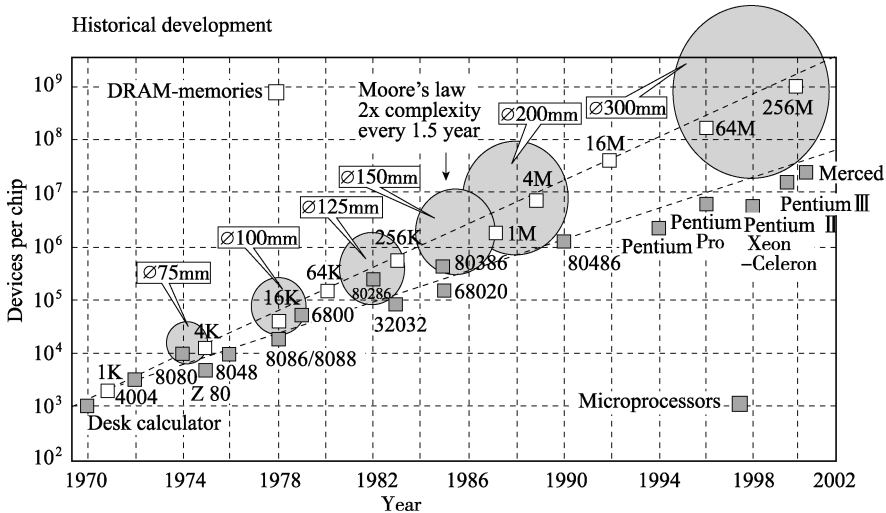 Historical development
Devices per chip
10⁹
10⁸
10⁷
10⁶
10⁵
10⁴
10³
10²
DRAM-memories
Moore's law
2x complexity
every 1.5 year
∅200mm
∅300mm
∅150mm
∅125mm
∅100mm
∅75mm
256M
64M
16M
4M
1M
256K
64K
16K
4K
1K
Merced
Pentium III
Pentium II
Xeon
–Celeron
Pentium
Pro
Pentium
80486
80386
68020
80286
32032
6800
8086/8088
8048
8080
Z 80
4004
Desk calculator
Microprocessors
1970 1974 1978 1982 1986 1990 1994 1998 2002
Year